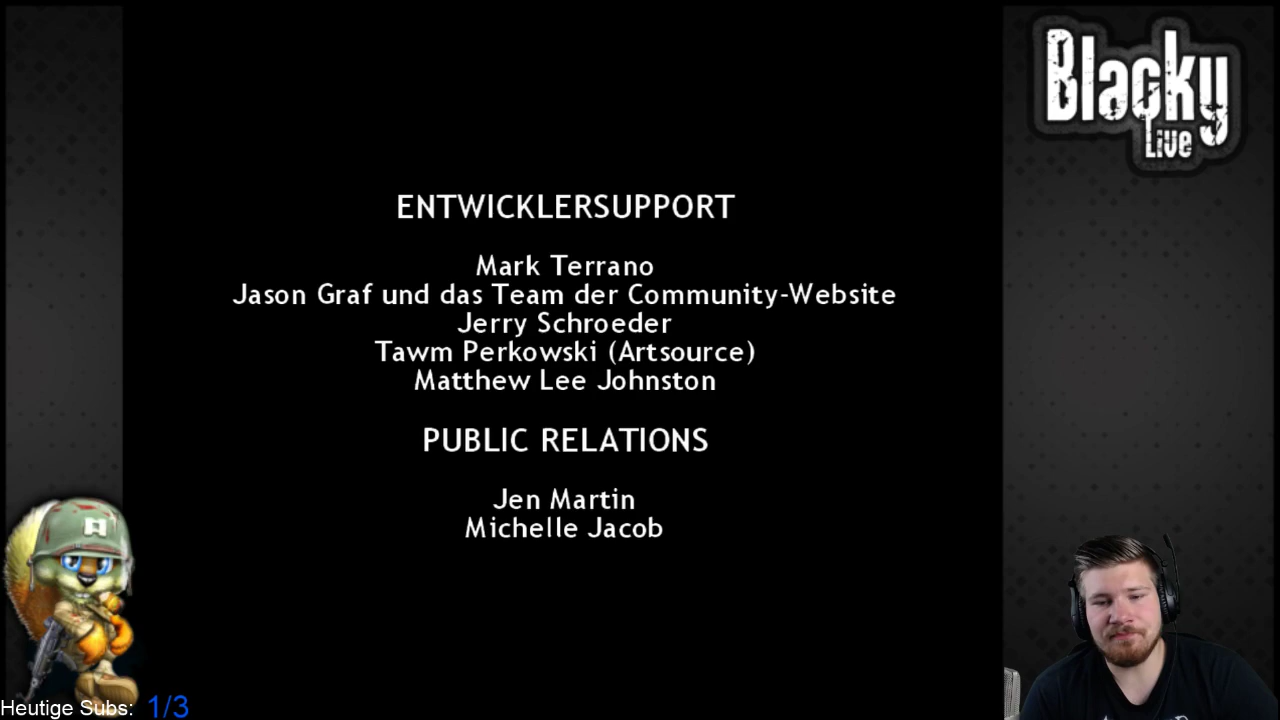 Blacky
Live
ENTWICKLERSUPPORT
Mark Terrano
Jason Graf und das Team der Community-Website
Jerry Schroeder
Tawm Perkowski (Artsource)
Matthew Lee Johnston
PUBLIC RELATIONS
Jen Martin
Michelle Jacob
Heutige Subs: 1/3